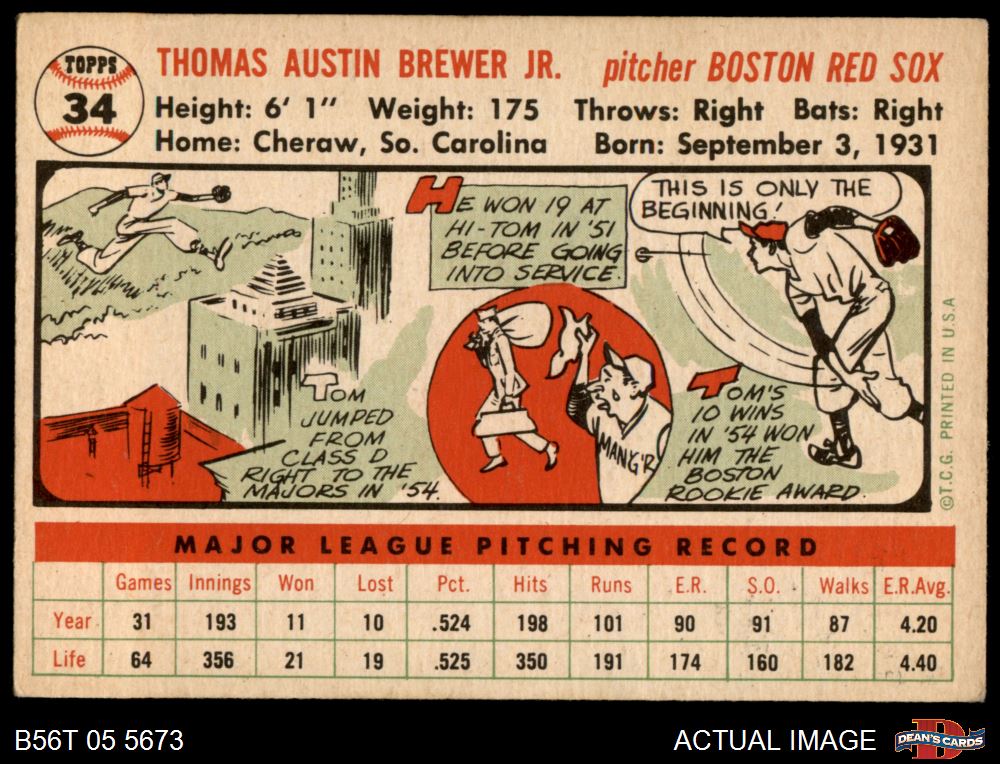 TOPPS
34
THOMAS AUSTIN BREWER JR. pitcher BOSTON RED SOX
Height: 6' 1" Weight: 175 Throws: Right Bats: Right
Home: Cheraw, So. Carolina Born: September 3, 1931
TOM
JUMPED
FROM
CLASS D
RIGHT TO THE
MAJORS IN '54.
HE WON 19 AT
HI-TOM IN '51
BEFORE GOING
INTO SERVICE.
MANG'R
THIS IS ONLY THE
BEGINNING!
TOM'S
10 WINS
IN '54 WON
HIM THE
BOSTON
ROOKIE AWARD.
©T.C.G. PRINTED IN U.S.A
MAJOR LEAGUE PITCHING RECORD
Games Innings Won Lost Pct. Hits Runs E.R. S.O. Walks E.R.Avg.
Year 31 193 11 10 .524 198 101 90 91 87 4.20
Life 64 356 21 19 .525 350 191 174 160 182 4.40
B56T 05 5673 ACTUAL IMAGE DEAN'S CARDS